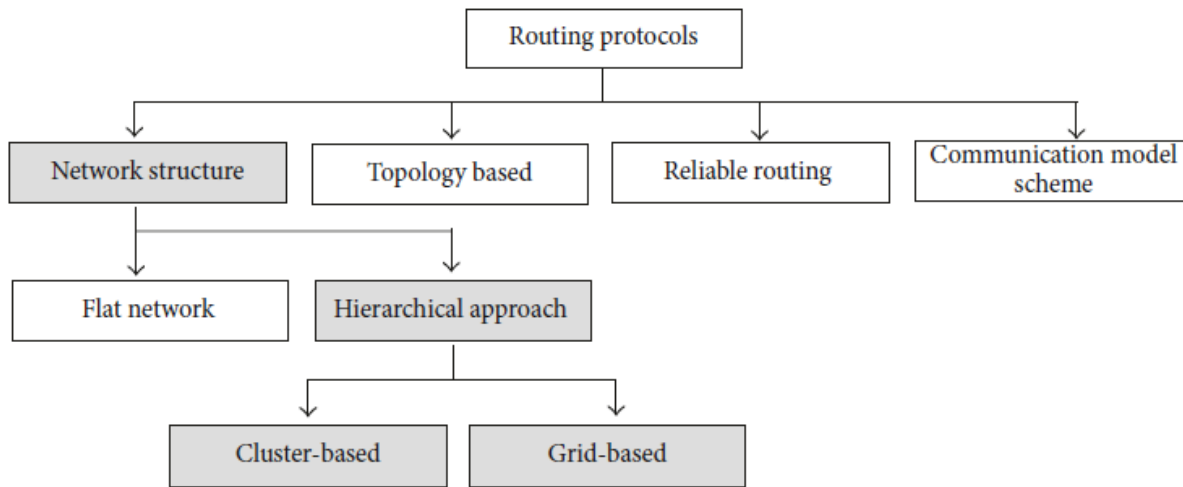 Routing protocols
Network structure
Topology based
Reliable routing
Communication model
scheme
Flat network
Hierarchical approach
Cluster-based
Grid-based